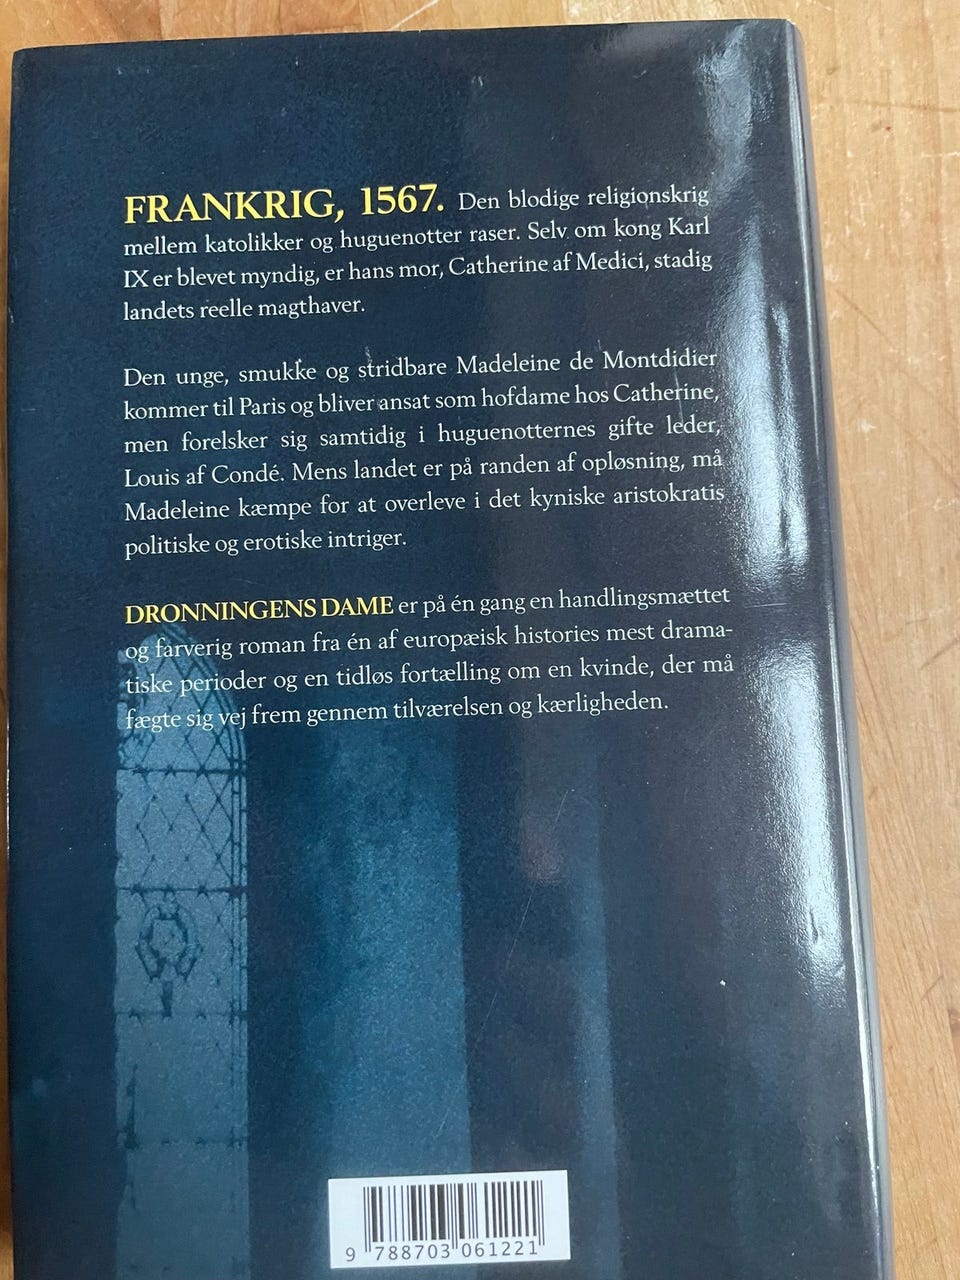 FRANKRIG, 1567. Den blodige religionskrig
mellem katolikker og huguenotter raser. Selv om kong Karl
IX er blevet myndig, er hans mor, Catherine af Medici, stadig
landets reelle magthaver.
Den unge, smukke og stridbare Madeleine de Montdidier
kommer til Paris og bliver ansat som hofdame hos Catherine,
men forelsker sig samtidig i huguenotternes gifte leder,
Louis af Condé. Mens landet er på randen af opløsning, må
Madeleine kæmpe for at overleve i det kyniske aristokratis
politiske og erotiske intriger.
DRONNINGENS DAME er på én gang en handlingsmættet
og farverig roman fra én af europæisk histories mest drama-
tiske perioder og en tidløs fortælling om en kvinde, der må
fægte sig vej frem gennem tilværelsen og kærligheden.
9 788703 061221